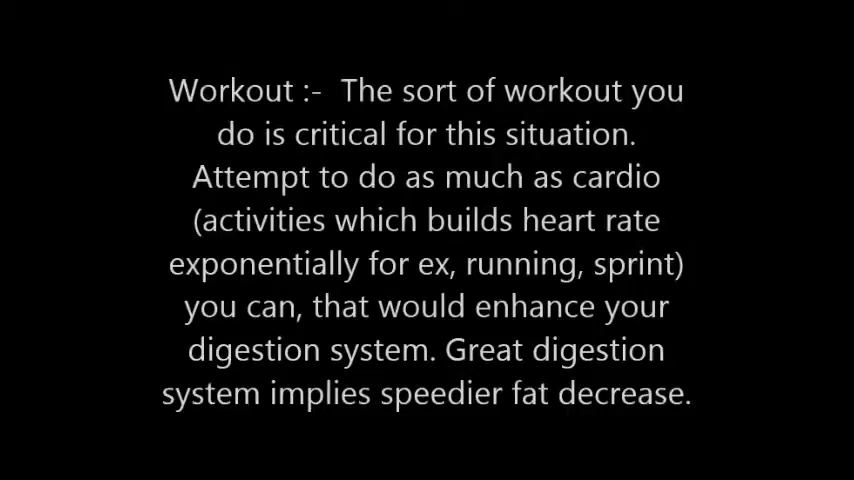 Workout :-  The sort of workout you
do is critical for this situation.
Attempt to do as much as cardio
(activities which builds heart rate
exponentially for ex, running, sprint)
you can, that would enhance your
digestion system. Great digestion
system implies speedier fat decrease.